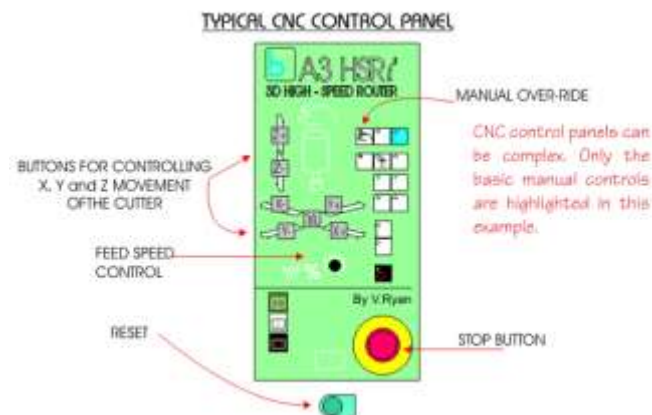 TYPICAL CNC CONTROL PANEL
A3 HSRi
3D HIGH - SPEED ROUTER
MANUAL OVER-RIDE
CNC control panels can
be complex. Only the
basic manual controls
are highlighted in this
example.
BUTTONS FOR CONTROLLING
X, Y and Z MOVEMENT
OFTHE CUTTER
FEED SPEED
CONTROL
By V.Ryan
RESET
STOP BUTTON